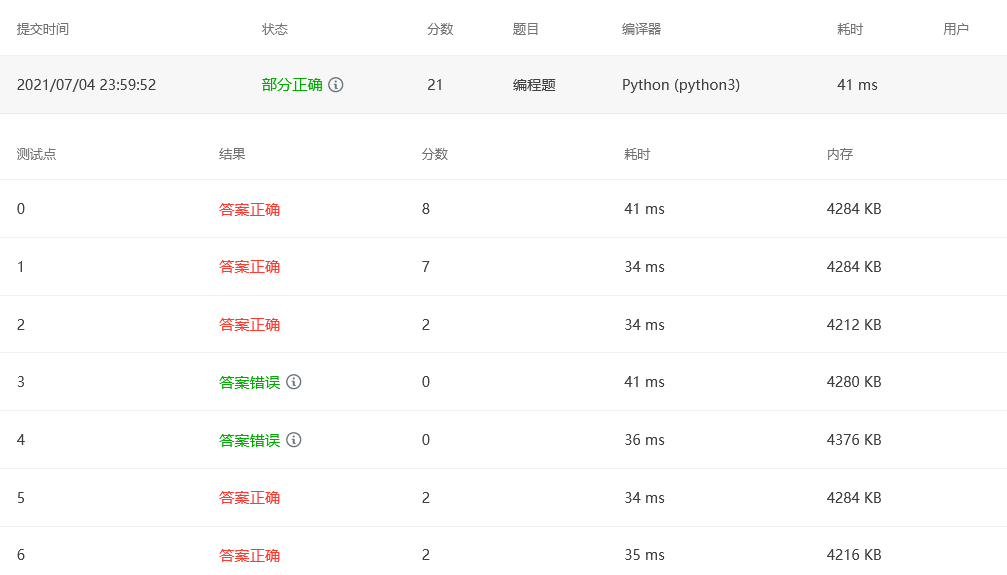 提交时间 状态 分数 题目 编译器 耗时 用户
2021/07/04 23:59:52 部分正确 21 编程题 Python (python3) 41 ms
测试点 结果 分数 耗时 内存
0 答案正确 8 41 ms 4284 KB
1 答案正确 7 34 ms 4284 KB
2 答案正确 2 34 ms 4212 KB
3 答案错误 0 41 ms 4280 KB
4 答案错误 0 36 ms 4376 KB
5 答案正确 2 34 ms 4284 KB
6 答案正确 2 35 ms 4216 KB